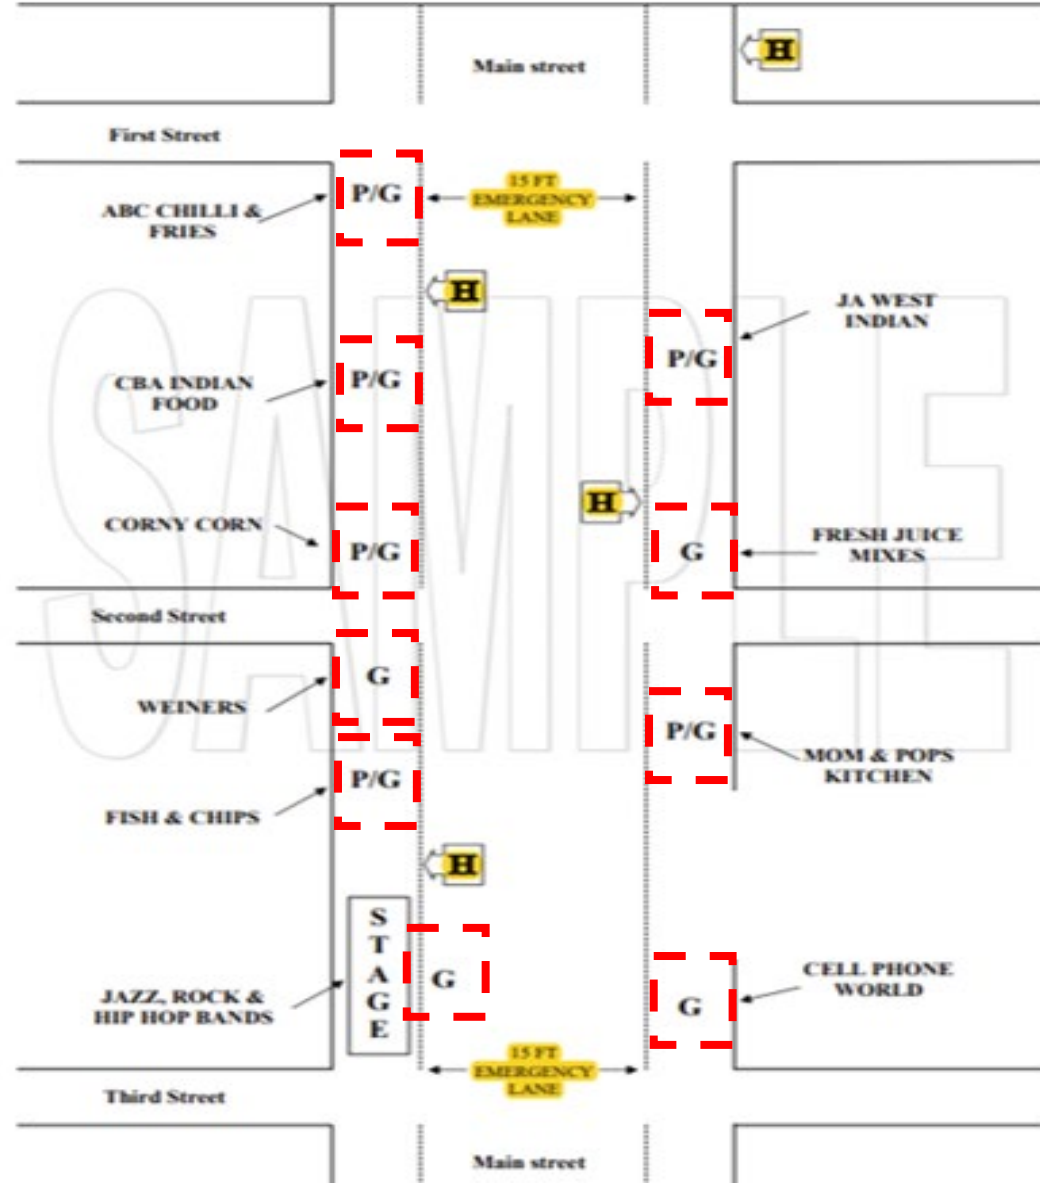 Main street
H
First Street
P/G
15 FT
EMERGENCY
LANE
ABC CHILLI &
FRIES
H
JA WEST
INDIAN
P/G
CBA INDIAN
FOOD
P/G
H
CORNY CORN
P/G
G
FRESH JUICE
MIXES
Second Street
WEINERS
G
P/G
MOM & POPS
KITCHEN
FISH & CHIPS
P/G
H
STAGE
G
JAZZ, ROCK &
HIP HOP BANDS
G
CELL PHONE
WORLD
15 FT
EMERGENCY
LANE
Third Street
Main street
SAMPLE